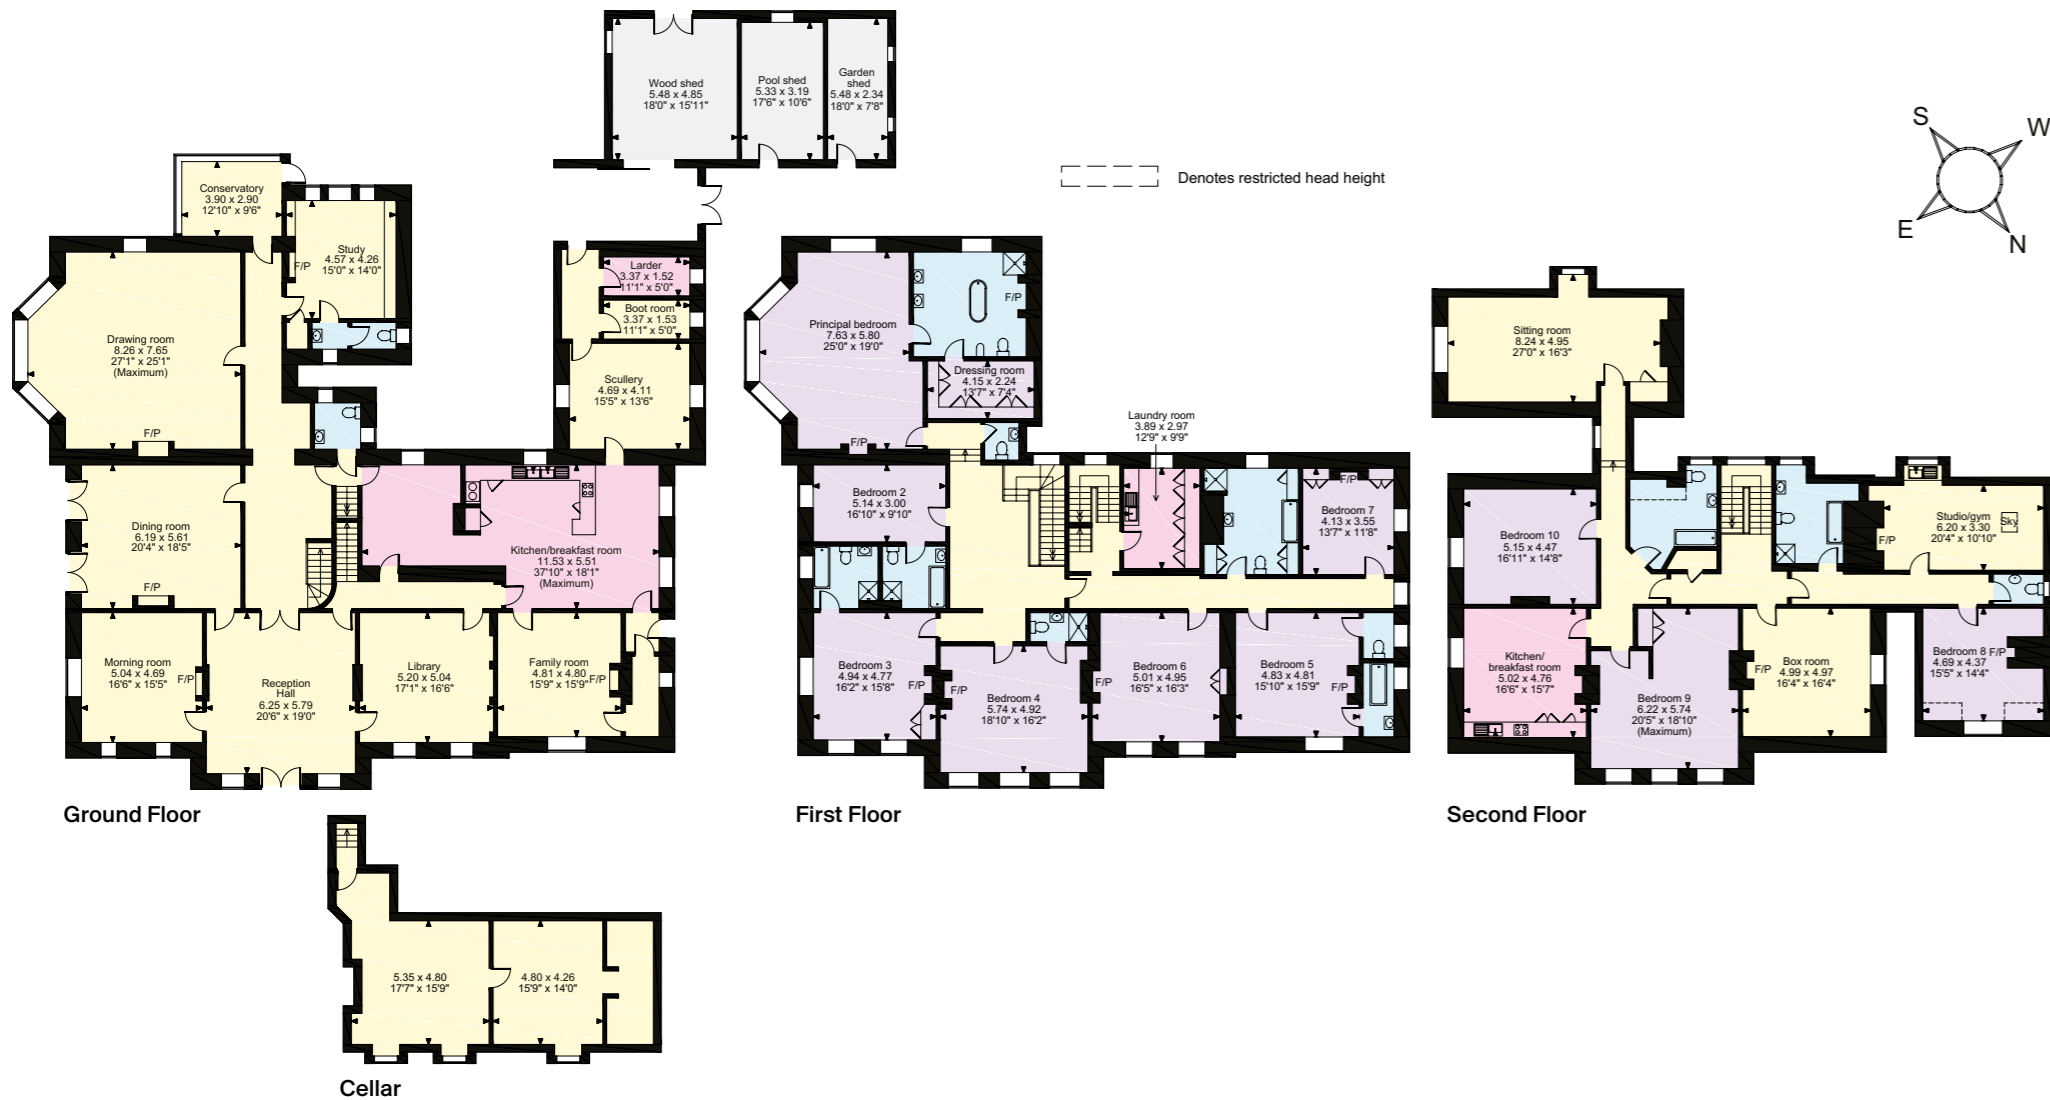 Wood shed
5.48 x 4.85
18'0" x 15'11"
Pool shed
5.33 x 3.19
17'6" x 10'6"
Garden
shed
5.48 x 2.34
18'0" x 7'8"
Denotes restricted head height
S
W
E
N
Conservatory
3.90 x 2.90
12'10" x 9'6"
Study
4.57 x 4.26
15'0" x 14'0"
F/P
Drawing room
8.26 x 7.65
27'1" x 25'1"
(Maximum)
F/P
Larder
3.37 x 1.52
11'1" x 5'0"
Boot room
3.37 x 1.53
11'1" x 5'0"
Scullery
4.69 x 4.11
15'5" x 13'6"
Dining room
6.19 x 5.61
20'4" x 18'5"
F/P
Kitchen/breakfast room
11.53 x 5.51
37'10" x 18'1"
(Maximum)
Morning room
5.04 x 4.69
16'6" x 15'5"
F/P
Reception
Hall
6.25 x 5.79
20'6" x 19'0"
Library
5.20 x 5.04
17'1" x 16'6"
Family room
4.81 x 4.80
15'9" x 15'9"
F/P
Ground Floor
Principal bedroom
7.63 x 5.80
25'0" x 19'0"
F/P
F/P
Dressing room
4.15 x 2.24
13'7" x 7'4"
Laundry room
3.89 x 2.97
12'9" x 9'9"
Bedroom 2
5.14 x 3.00
16'10" x 9'10"
Bedroom 7
4.13 x 3.55
13'7" x 11'8"
F/P
Bedroom 3
4.94 x 4.77
16'2" x 15'8"
F/P
Bedroom 4
5.74 x 4.92
18'10" x 16'2"
F/P
Bedroom 6
5.01 x 4.95
16'5" x 16'3"
F/P
Bedroom 5
4.83 x 4.81
15'10" x 15'9"
F/P
First Floor
Sitting room
8.24 x 4.95
27'0" x 16'3"
Bedroom 10
5.15 x 4.47
16'11" x 14'8"
Studio/gym
6.20 x 3.30
20'4" x 10'10"
F/P
Sky
Kitchen/
breakfast room
5.02 x 4.76
16'6" x 15'7"
Bedroom 9
6.22 x 5.74
20'5" x 18'10"
(Maximum)
Box room
4.99 x 4.97
16'4" x 16'4"
F/P
Bedroom 8
4.69 x 4.37
15'5" x 14'4"
F/P
Second Floor
5.35 x 4.80
17'7" x 15'9"
4.80 x 4.26
15'9" x 14'0"
Cellar